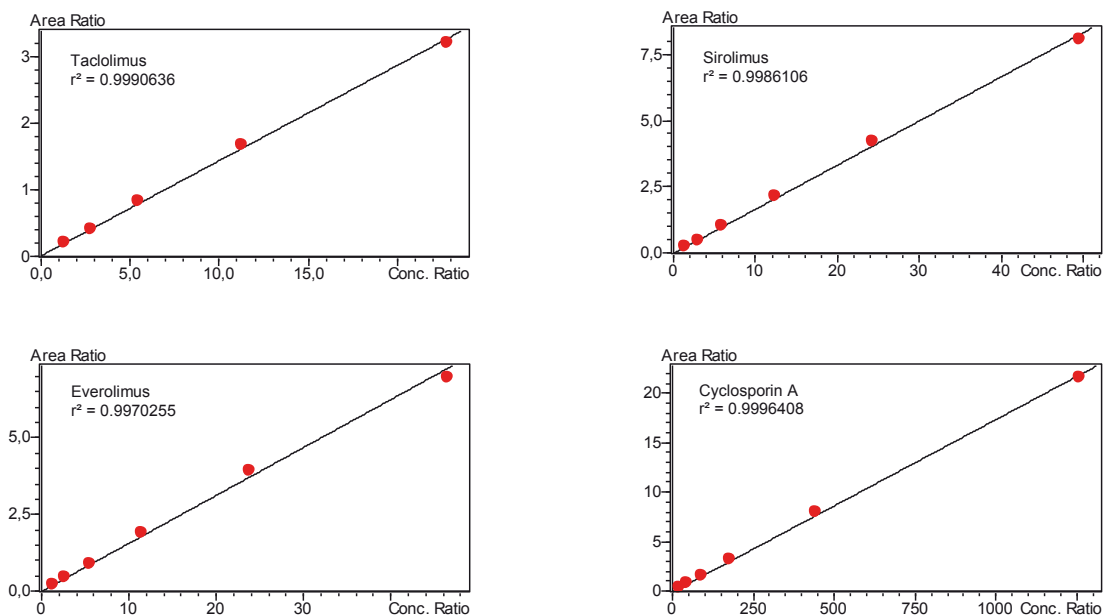 Area Ratio
Taclolimus
r² = 0.9990636
3
2
1
0
0,0 5,0 10,0 15,0 Conc. Ratio
Area Ratio
Sirolimus
r² = 0.9986106
7,5
5,0
2,5
0,0
0 10 20 30 40 Conc. Ratio
Area Ratio
Everolimus
r² = 0.9970255
5,0
2,5
0,0
0 10 20 30 Conc. Ratio
Area Ratio
Cyclosporin A
r² = 0.9996408
20
15
10
5
0
0 250 500 750 1000 Conc. Ratio